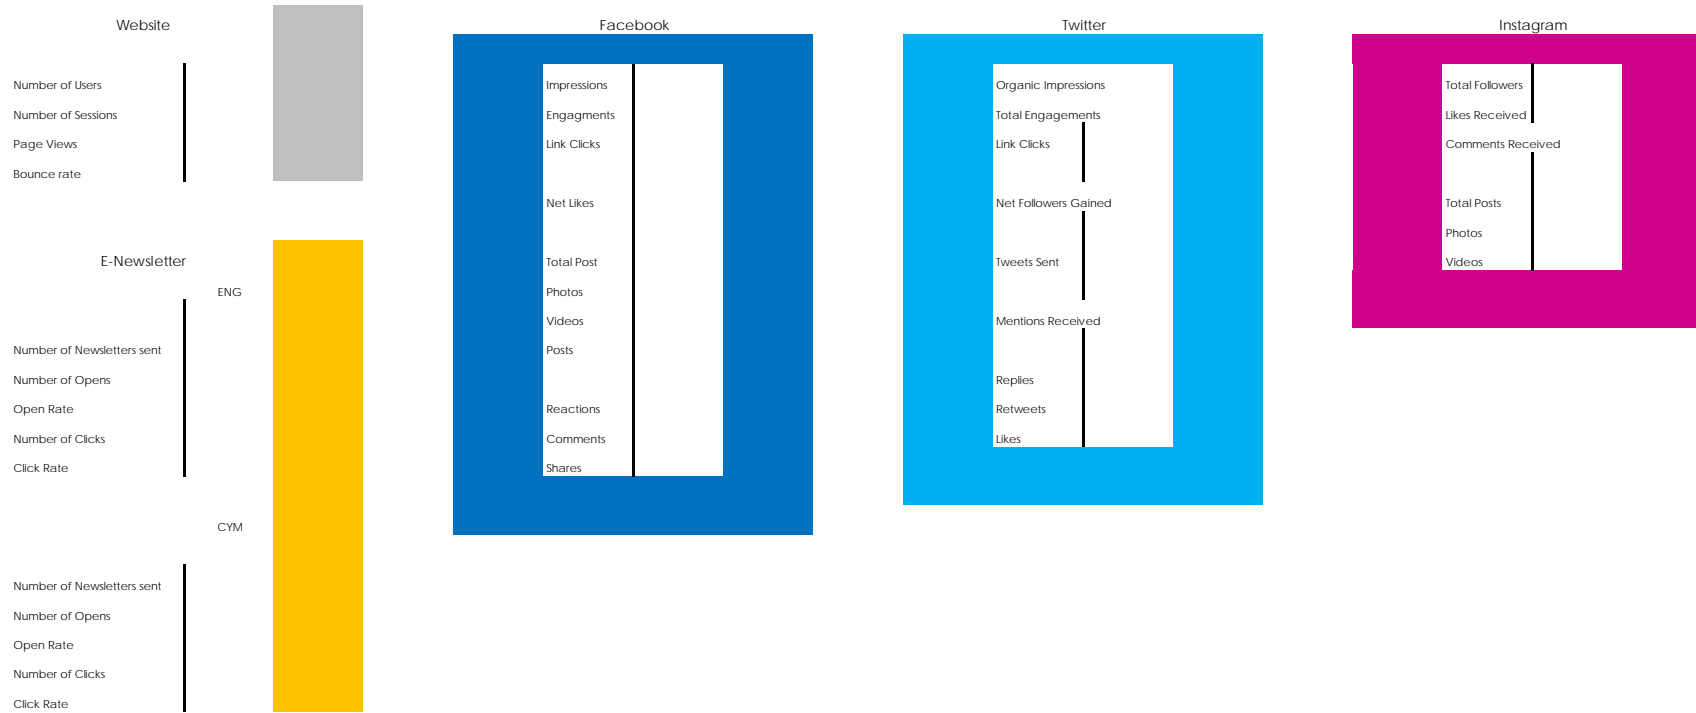 Website
Number of Users
Number of Sessions
Page Views
Bounce rate
E-Newsletter
ENG
Number of Newsletters sent
Number of Opens
Open Rate
Number of Clicks
Click Rate
CYM
Number of Newsletters sent
Number of Opens
Open Rate
Number of Clicks
Click Rate
Facebook
Impressions
Engagments
Link Clicks
Net Likes
Total Post
Photos
Videos
Posts
Reactions
Comments
Shares
Twitter
Organic Impressions
Total Engagements
Link Clicks
Net Followers Gained
Tweets Sent
Mentions Received
Replies
Retweets
Likes
Instagram
Total Followers
Likes Received
Comments Received
Total Posts
Photos
Videos